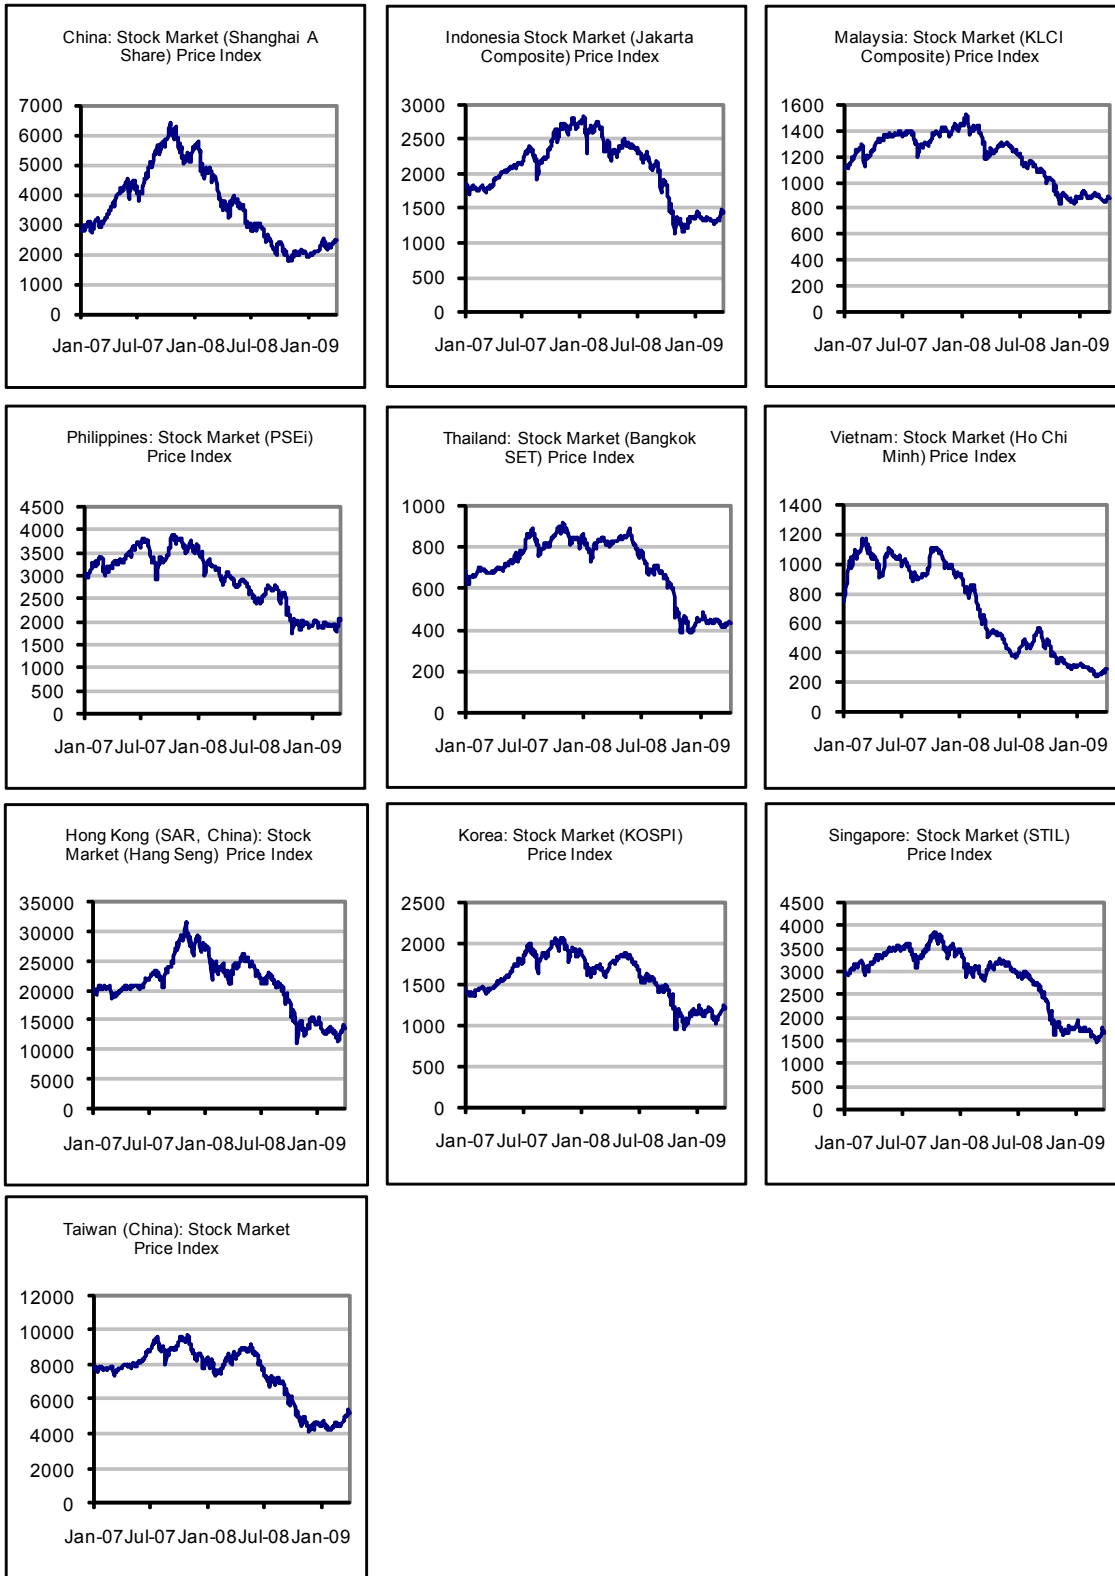 China: Stock Market (Shanghai A
Share) Price Index
7000
6000
5000
4000
3000
2000
1000
0
Jan-07 Jul-07 Jan-08 Jul-08 Jan-09
Indonesia Stock Market (Jakarta
Composite) Price Index
3000
2500
2000
1500
1000
500
0
Jan-07 Jul-07 Jan-08 Jul-08 Jan-09
Malaysia: Stock Market (KLCI
Composite) Price Index
1600
1400
1200
1000
800
600
400
200
0
Jan-07 Jul-07 Jan-08 Jul-08 Jan-09
Philippines: Stock Market (PSEi)
Price Index
4500
4000
3500
3000
2500
2000
1500
1000
500
0
Jan-07 Jul-07 Jan-08 Jul-08 Jan-09
Thailand: Stock Market (Bangkok
SET) Price Index
1000
800
600
400
200
0
Jan-07 Jul-07 Jan-08 Jul-08 Jan-09
Vietnam: Stock Market (Ho Chi
Minh) Price Index
1400
1200
1000
800
600
400
200
0
Jan-07 Jul-07 Jan-08 Jul-08 Jan-09
Hong Kong (SAR, China): Stock
Market (Hang Seng) Price Index
35000
30000
25000
20000
15000
10000
5000
0
Jan-07 Jul-07 Jan-08 Jul-08 Jan-09
Korea: Stock Market (KOSPI)
Price Index
2500
2000
1500
1000
500
0
Jan-07 Jul-07 Jan-08 Jul-08 Jan-09
Singapore: Stock Market (STIL)
Price Index
4500
4000
3500
3000
2500
2000
1500
1000
500
0
Jan-07 Jul-07 Jan-08 Jul-08 Jan-09
Taiwan (China): Stock Market
Price Index
12000
10000
8000
6000
4000
2000
0
Jan-07 Jul-07 Jan-08 Jul-08 Jan-09